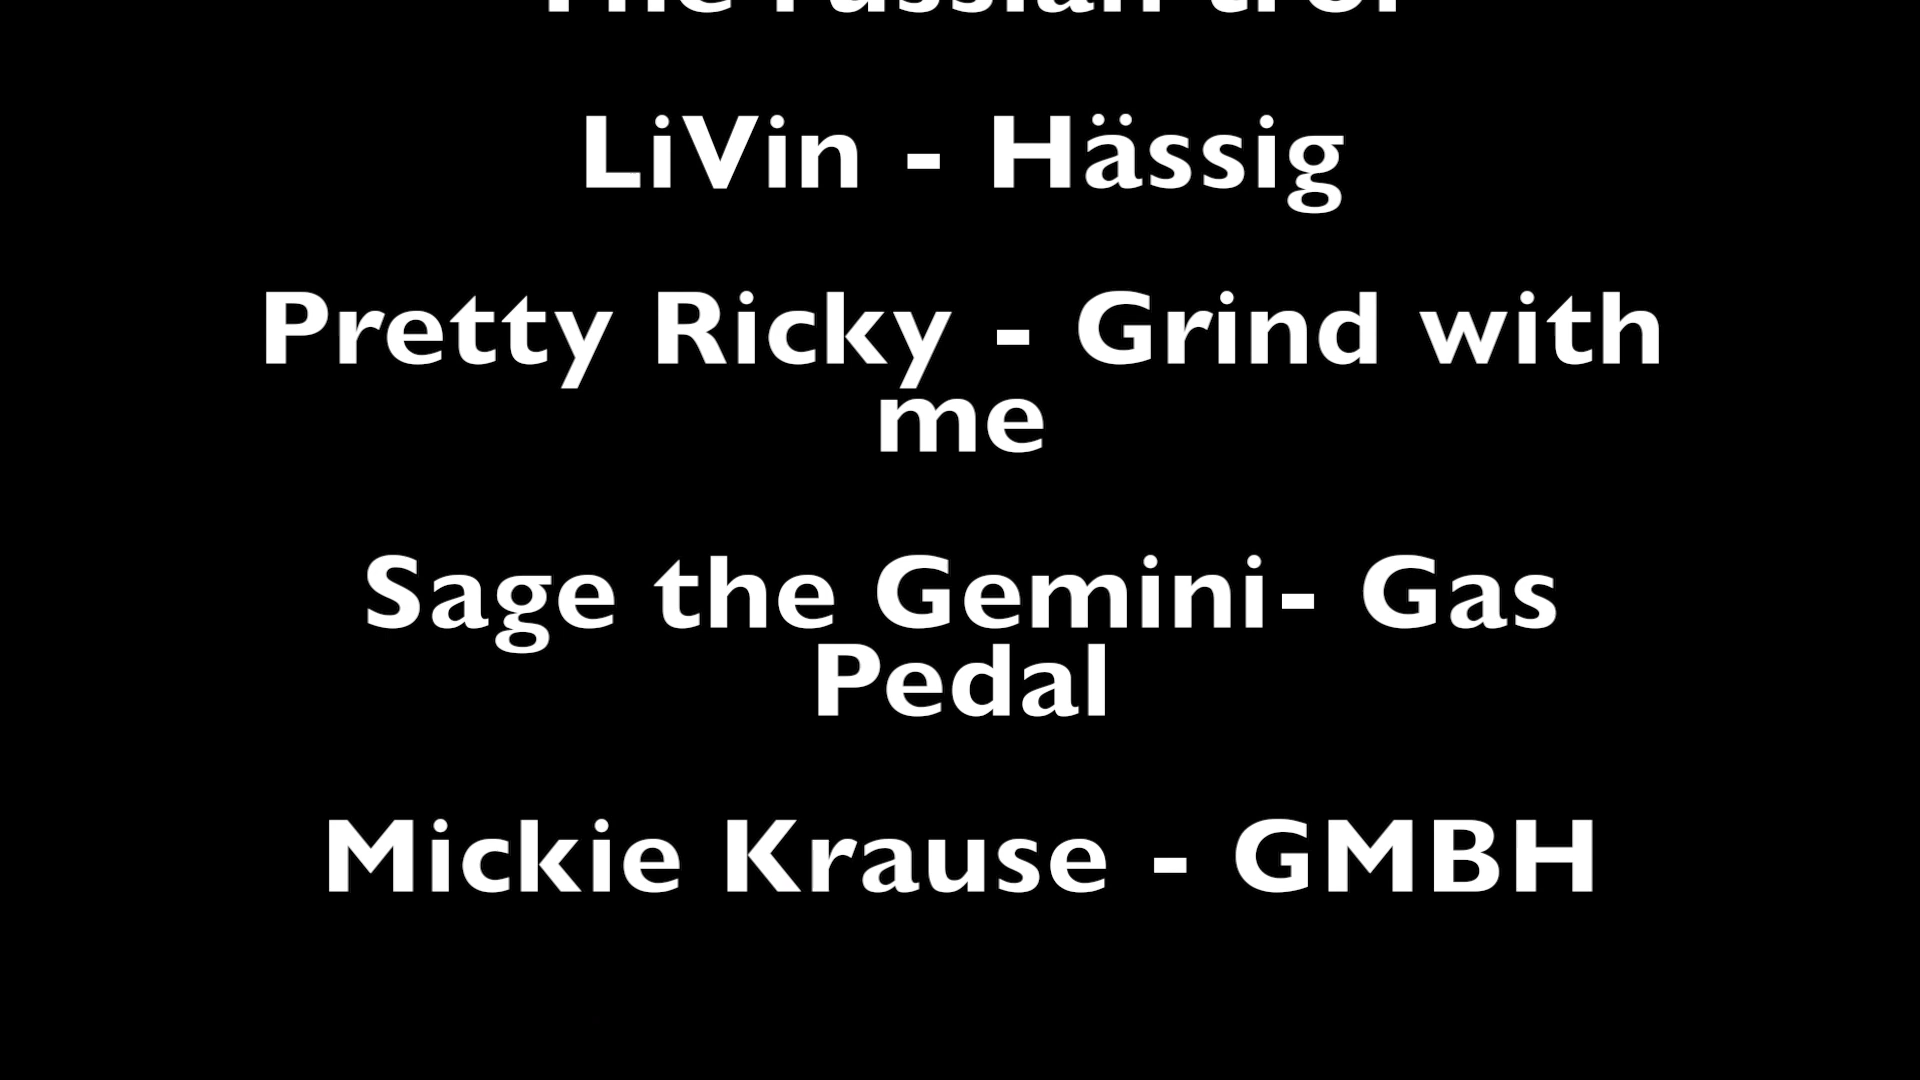 LiVin - Hässig
Pretty Ricky - Grind with
me
Sage the Gemini- Gas
Pedal
Mickie Krause - GMBH